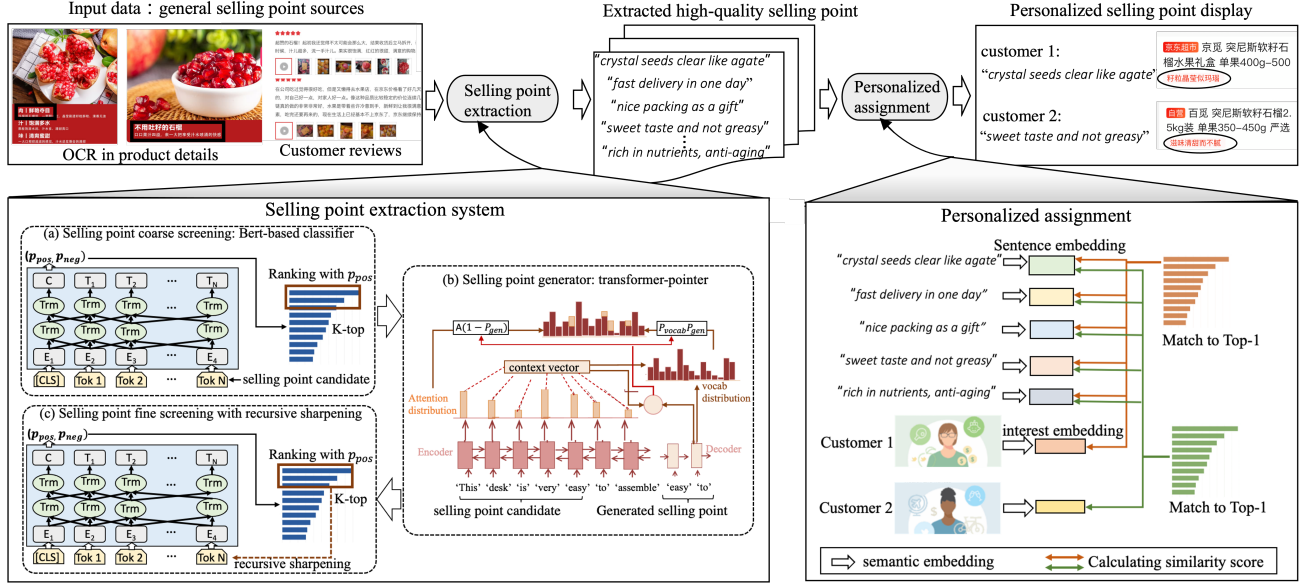 Input data：general selling point sources
Extracted high-quality selling point
Personalized selling point display
不用吐籽的石榴
OCR in product details
Customer reviews
Selling point
extraction
“crystal seeds clear like agate”
“fast delivery in one day”
“nice packing as a gift”
“sweet taste and not greasy”
“rich in nutrients, anti-aging”
Personalized
assignment
customer 1:
“crystal seeds clear like agate”
京东超市 京觅 突尼斯软籽石
榴水果礼盒 单果400g–500
籽粒晶莹似玛瑙
customer 2:
“sweet taste and not greasy”
自营 百觅 突尼斯软籽石榴2.
5kg装 单果350–450g 严选
滋味清甜而不腻
Selling point extraction system
(a) Selling point coarse screening: Bert-based classifier
(p_pos, p_neg)
Ranking with p_pos
K-top
C T1 T2 ... TN
Trm Trm Trm Trm
Trm Trm Trm Trm
E1 E2 E3 ... E4
[CLS] Tok 1 Tok 2 ... Tok N
selling point candidate
(c) Selling point fine screening with recursive sharpening
(p_pos, p_neg)
Ranking with p_pos
K-top
C T1 T2 ... TN
Trm Trm Trm Trm
Trm Trm Trm Trm
E1 E2 E3 ... E4
[CLS] Tok 1 Tok 2 ... Tok N
recursive sharpening
(b) Selling point generator: transformer-pointer
A(1 − P_gen)
P_vocab P_gen
context vector
Attention
distribution
vocab
distribution
Encoder
Decoder
‘This’ ‘desk’ ‘is’ ‘very’ ‘easy’ ‘to’ ‘assemble’ ‘easy’ ‘to’
selling point candidate
Generated selling point
Personalized assignment
Sentence embedding
“crystal seeds clear like agate”
“fast delivery in one day”
“nice packing as a gift”
“sweet taste and not greasy”
“rich in nutrients, anti-aging”
Match to Top-1
Customer 1
interest embedding
Customer 2
Match to Top-1
semantic embedding
Calculating similarity score